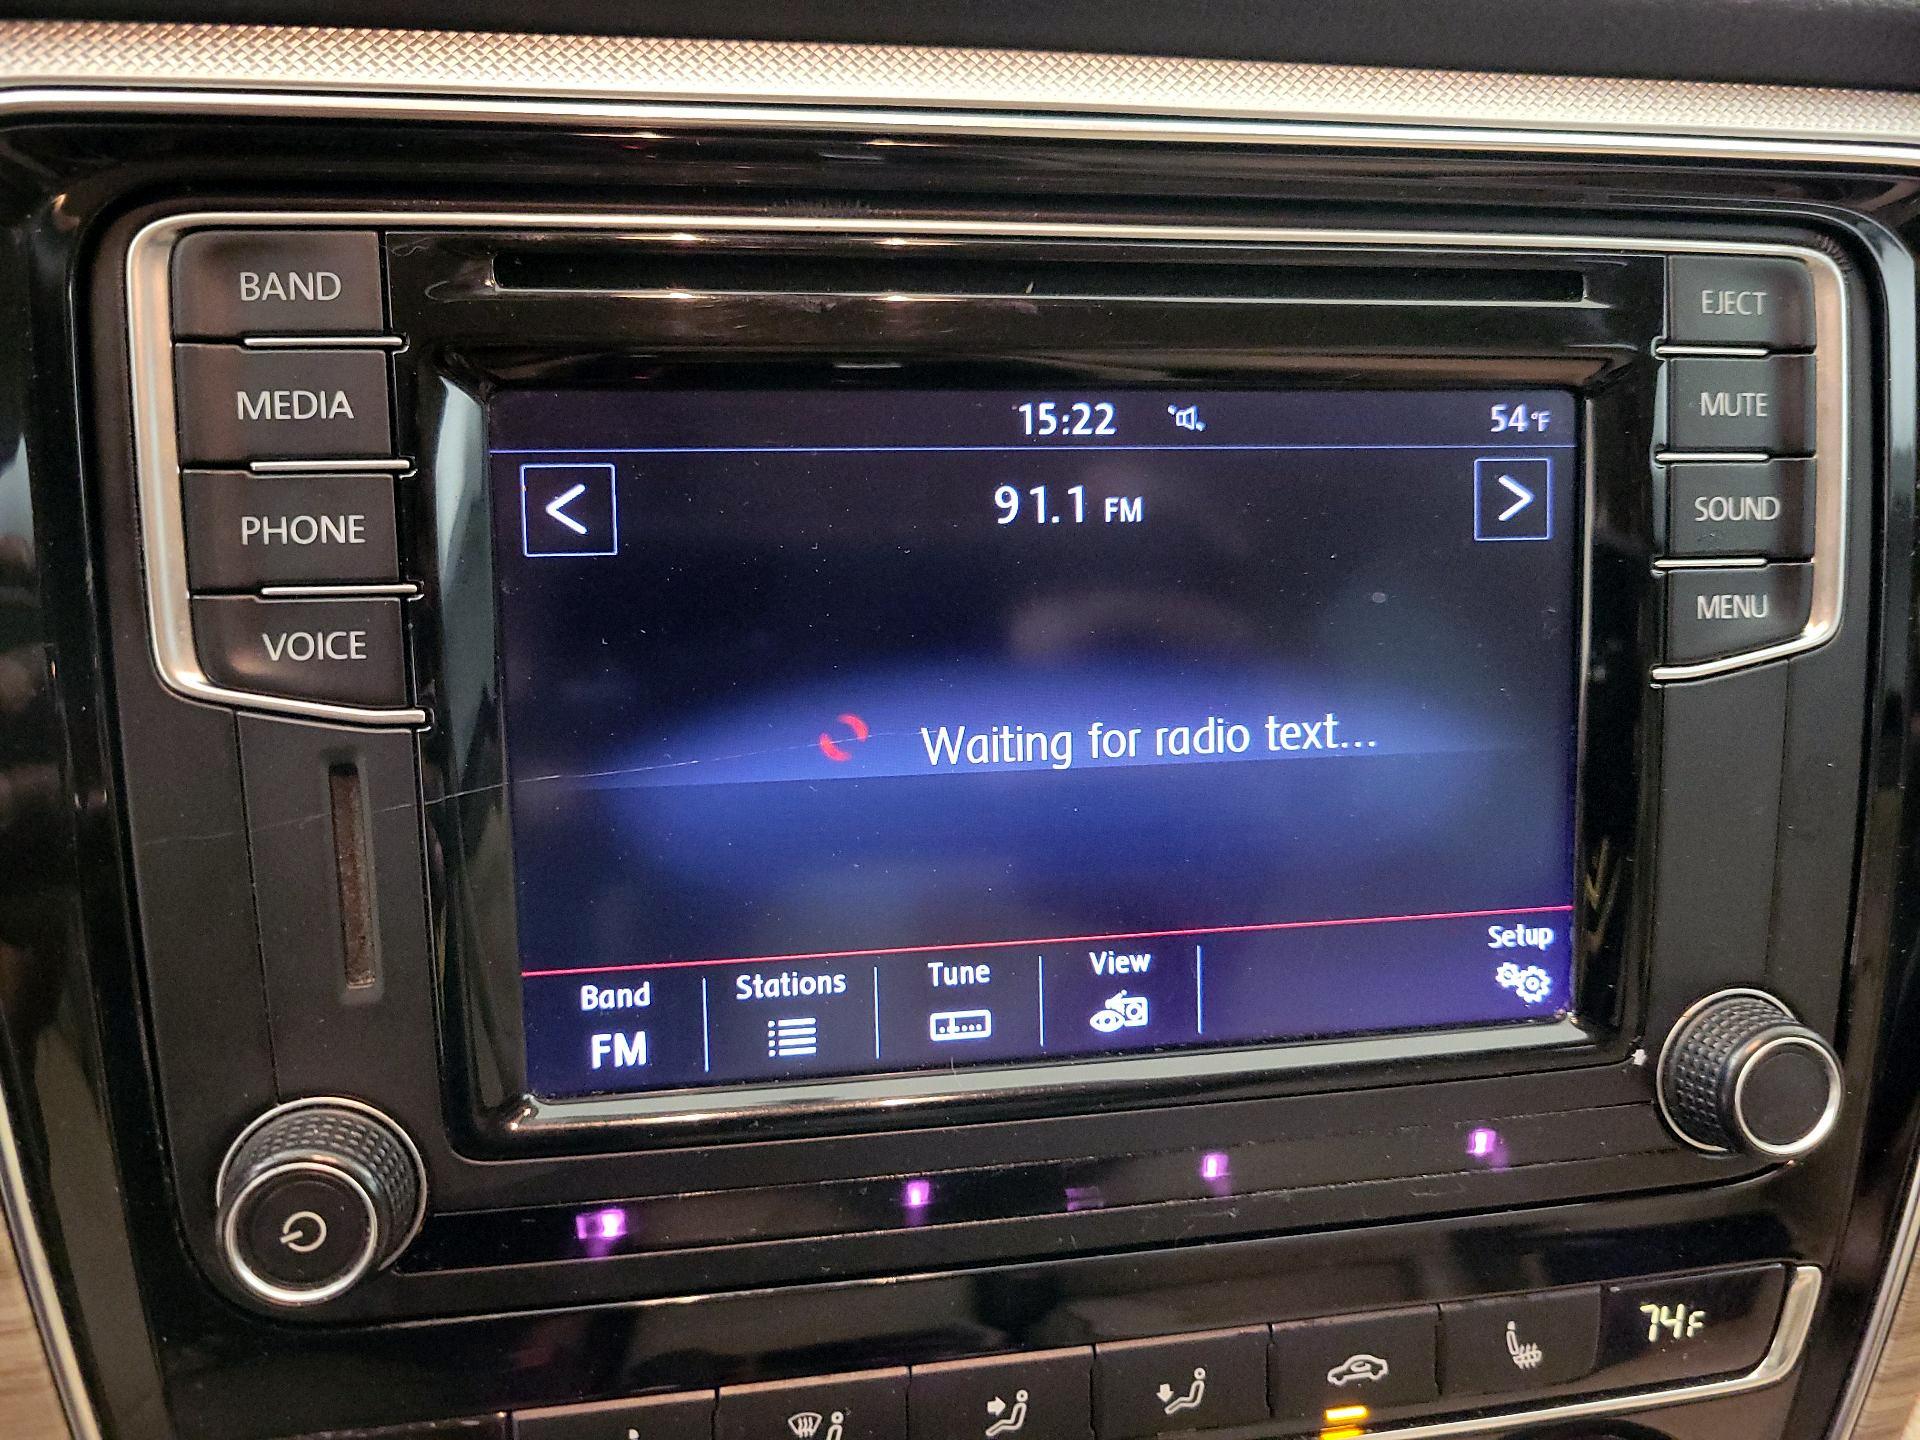 BAND
MEDIA
PHONE
VOICE
EJECT
MUTE
SOUND
MENU
15:22
54°F
<
91.1 FM
>
Waiting for radio text...
Band
FM
Stations
Tune
View
Setup
74F